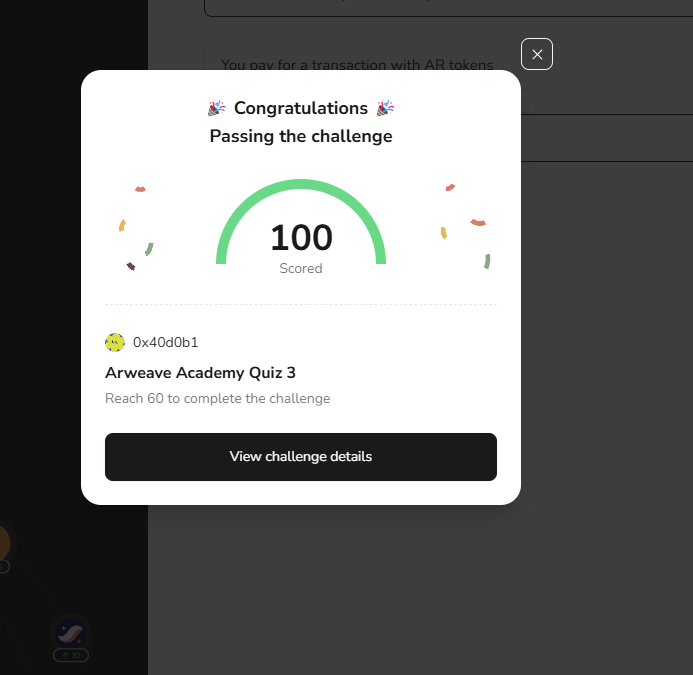 You pay for a transaction with AR tokens
Congratulations
Passing the challenge
100
Scored
0x40d0b1
Arweave Academy Quiz 3
Reach 60 to complete the challenge
View challenge details